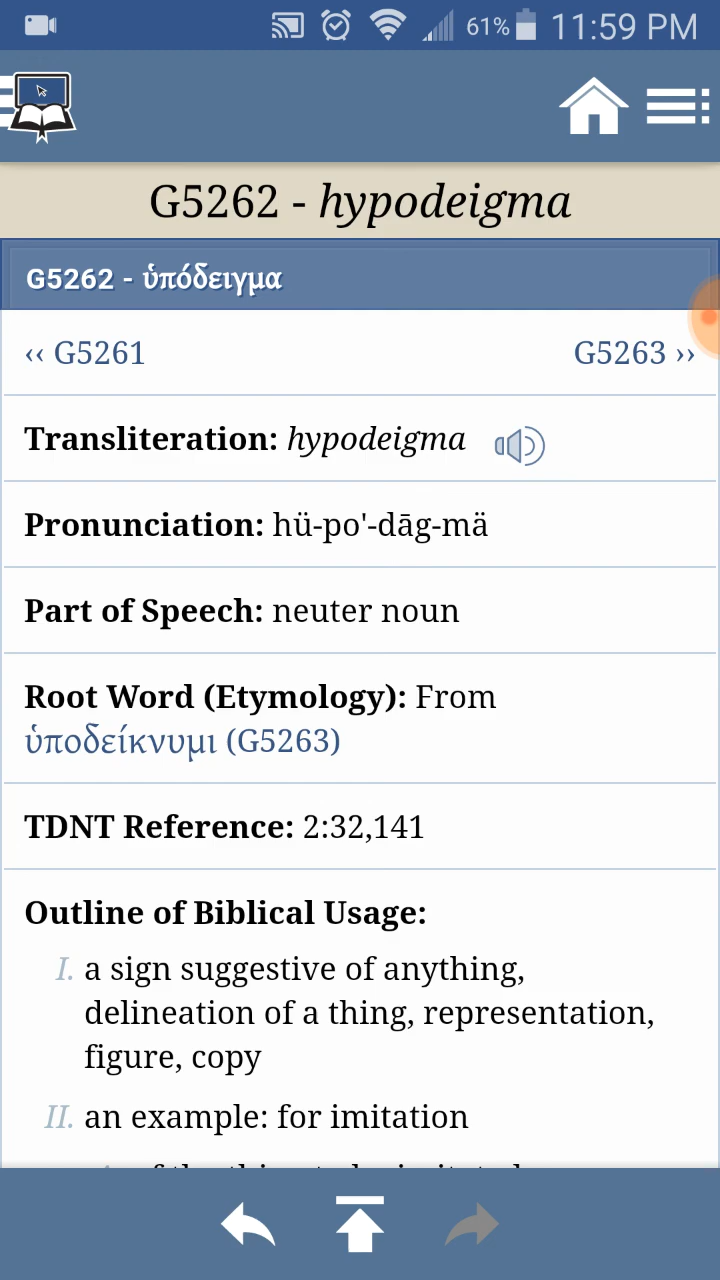 61% 11:59 PM
G5262 - hypodeigma
G5262 - ὑπόδειγμα
‹‹ G5261 G5263 ››
Transliteration: hypodeigma
Pronunciation: hü-po'-dāg-mä
Part of Speech: neuter noun
Root Word (Etymology): From
ὑποδείκνυμι (G5263)
TDNT Reference: 2:32,141
Outline of Biblical Usage:
I. a sign suggestive of anything,
delineation of a thing, representation,
figure, copy
II. an example: for imitation